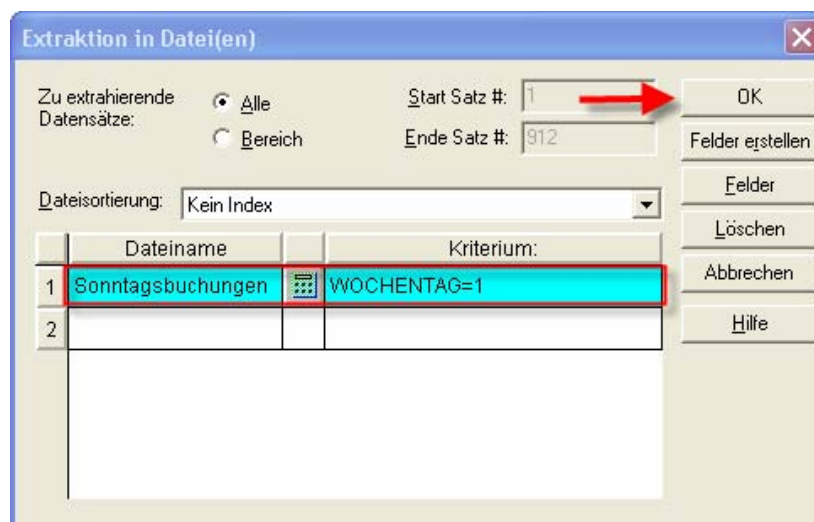 Extraktion in Datei(en)
Zu extrahierende
Datensätze:
Alle
Bereich
Start Satz #: 1
Ende Satz #: 912
OK
Felder erstellen
Felder
Löschen
Abbrechen
Hilfe
Dateisortierung: Kein Index
Dateiname Kriterium:
1 Sonntagsbuchungen WOCHENTAG=1
2